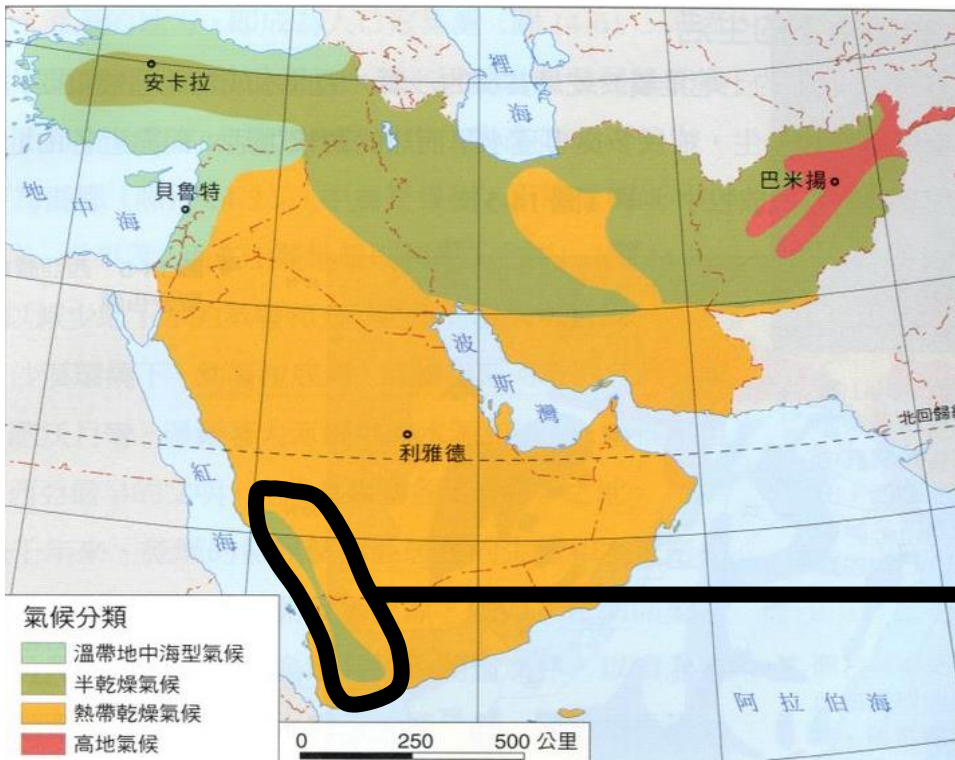 裡海
安卡拉
地中海
貝魯特
巴米揚
波斯灣
北回歸
利雅德
紅海
氣候分類
溫帶地中海型氣候
半乾燥氣候
熱帶乾燥氣候
高地氣候
0 250 500 公里
阿拉伯海